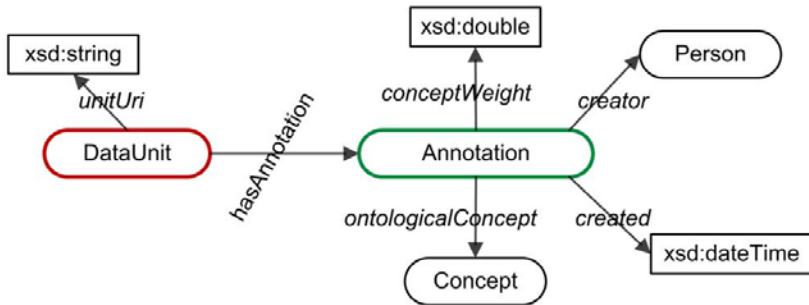 xsd:double
xsd:string
Person
unitUri
conceptWeight
creator
DataUnit
hasAnnotation
Annotation
ontologicalConcept
created
xsd:dateTime
Concept